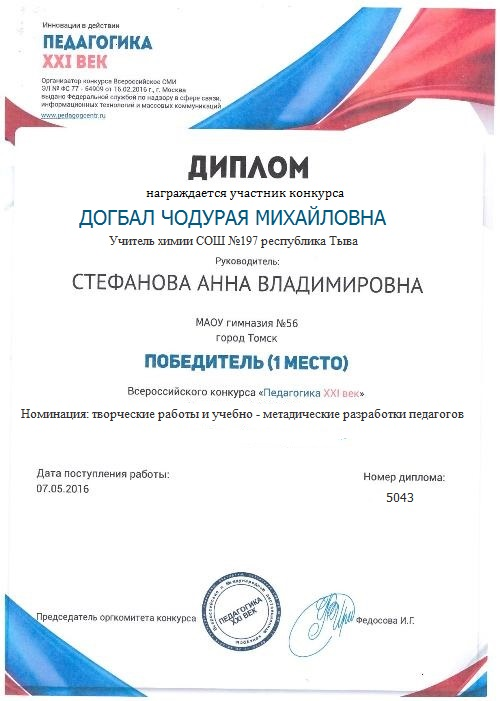 Инновации в действии
ПЕДАГОГИКА
XXI ВЕК
Организатор конкурса Всероссийское СМИ
ЭЛ № ФС 77 - 64909 от 16.02.2016 г., г. Москва
выдано Федеральной службой по надзору в сфере связи,
информационных технологий и массовых коммуникаций
www.pedagogcentr.ru
ДИПЛОМ
награждается участник конкурса
ДОГБАЛ ЧОДУРАЯ МИХАЙЛОВНА
Учитель химии СОШ №197 республика Тыва
Руководитель:
СТЕФАНОВА АННА ВЛАДИМИРОВНА
МАОУ гимназия №56
город Томск
ПОБЕДИТЕЛЬ (1 МЕСТО)
Всероссийского конкурса «Педагогика XXI век»
Номинация: творческие работы и учебно - метадические разработки педагогов
Дата поступления работы:
07.05.2016
Номер диплома:
5043
Председатель оргкомитета конкурса
ПЕДАГОГИКА
XXI ВЕК
Федосова И.Г.